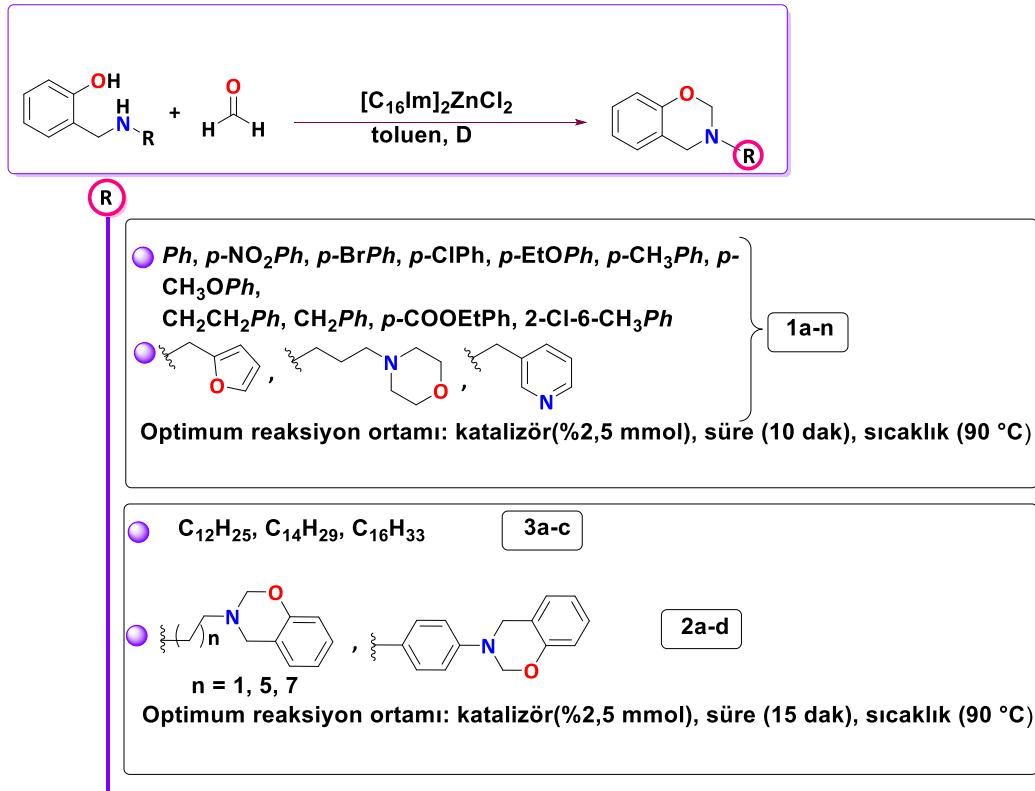 OH
H
N
R
+
O
H H
[C16Im]2ZnCl2
toluen, D
O
N
R
R
Ph, p-NO2Ph, p-BrPh, p-ClPh, p-EtOPh, p-CH3Ph, p-
CH3OPh,
CH2CH2Ph, CH2Ph, p-COOEtPh, 2-Cl-6-CH3Ph
1a-n
O , N O , N
Optimum reaksiyon ortamı: katalizör(%2,5 mmol), süre (10 dak), sıcaklık (90 °C)
C12H25, C14H29, C16H33
3a-c
( )n N O , N O
2a-d
n = 1, 5, 7
Optimum reaksiyon ortamı: katalizör(%2,5 mmol), süre (15 dak), sıcaklık (90 °C)